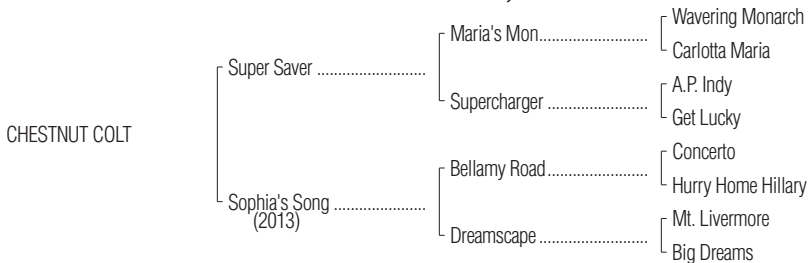 Wavering Monarch
Maria's Mon..............................
Carlotta Maria
Super Saver ..............................
A.P. Indy
Supercharger ............................
Get Lucky
CHESTNUT COLT
Concerto
Bellamy Road............................
Hurry Home Hillary
Sophia's Song .........................
(2013)
Mt. Livermore
Dreamscape ..............................
Big Dreams